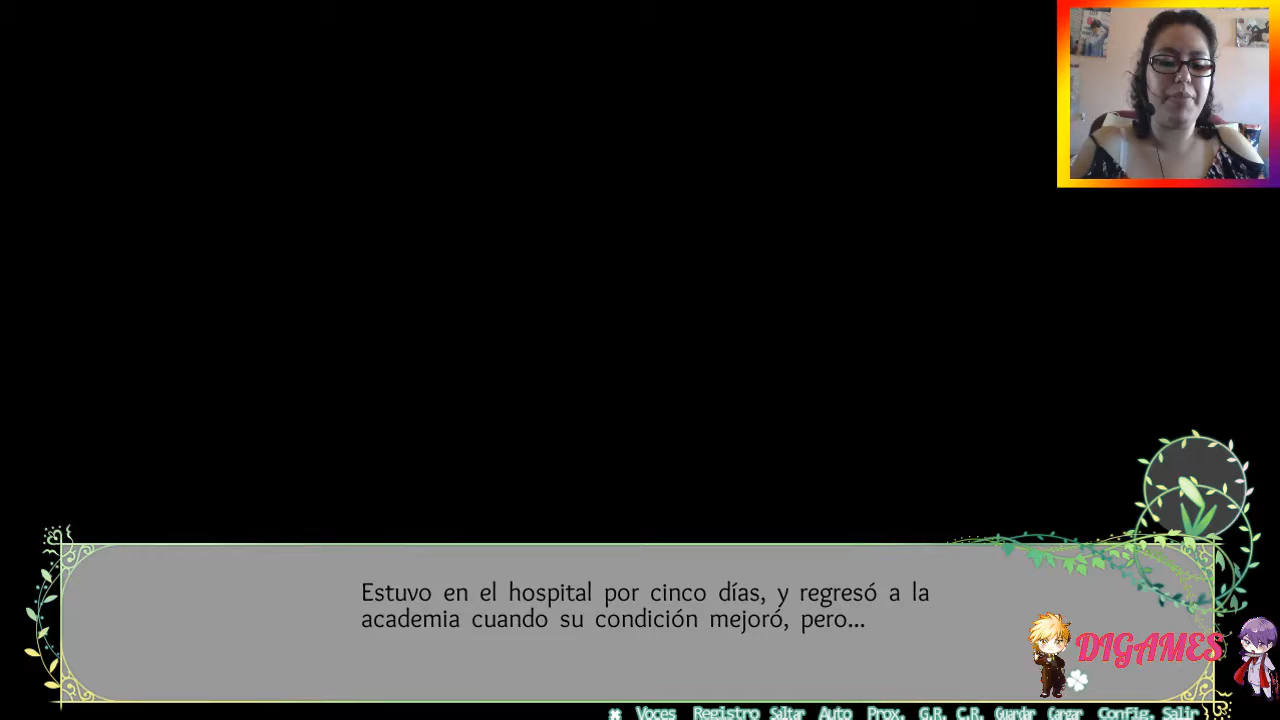 Estuvo en el hospital por cinco días, y regresó a la
academia cuando su condición mejoró, pero...
DIGAMES
Voces Registro Saltar Auto Prox. G.R. C.R. Guardar Cargar Config. Salir